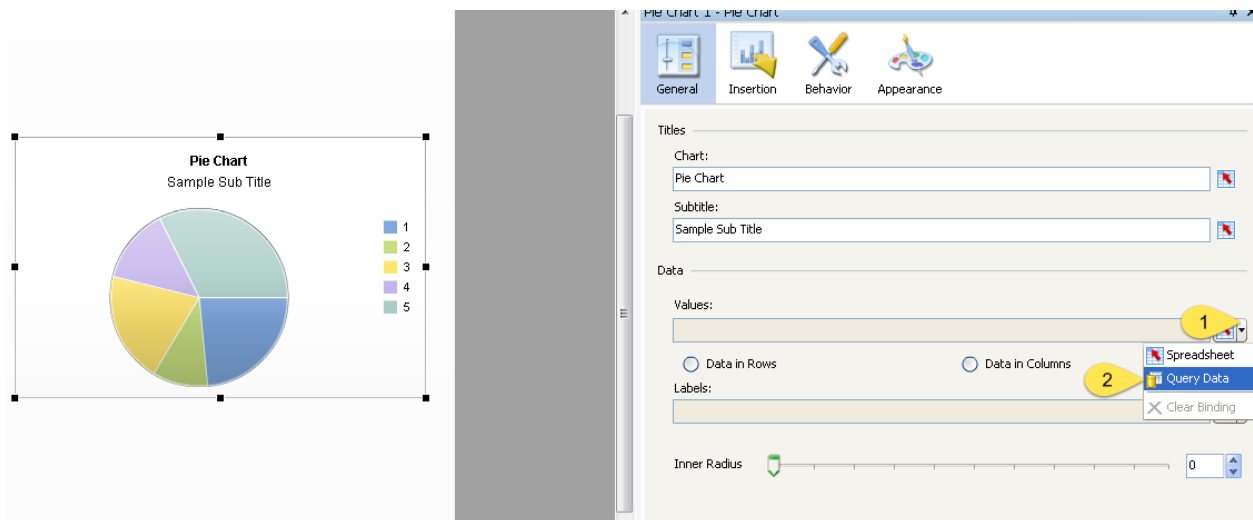 Pie Chart 1 - Pie Chart
General Insertion Behavior Appearance
Pie Chart
Sample Sub Title
1
2
3
4
5
Titles
Chart:
Pie Chart
Subtitle:
Sample Sub Title
Data
Values:
1
Data in Rows Data in Columns
Spreadsheet
2 Query Data
Clear Binding
Labels:
Inner Radius 0